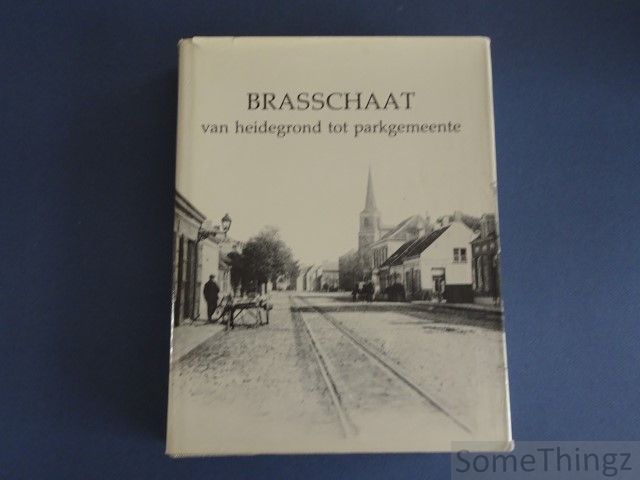 BRASSCHAAT
van heidegrond tot parkgemeente
SomeThingz